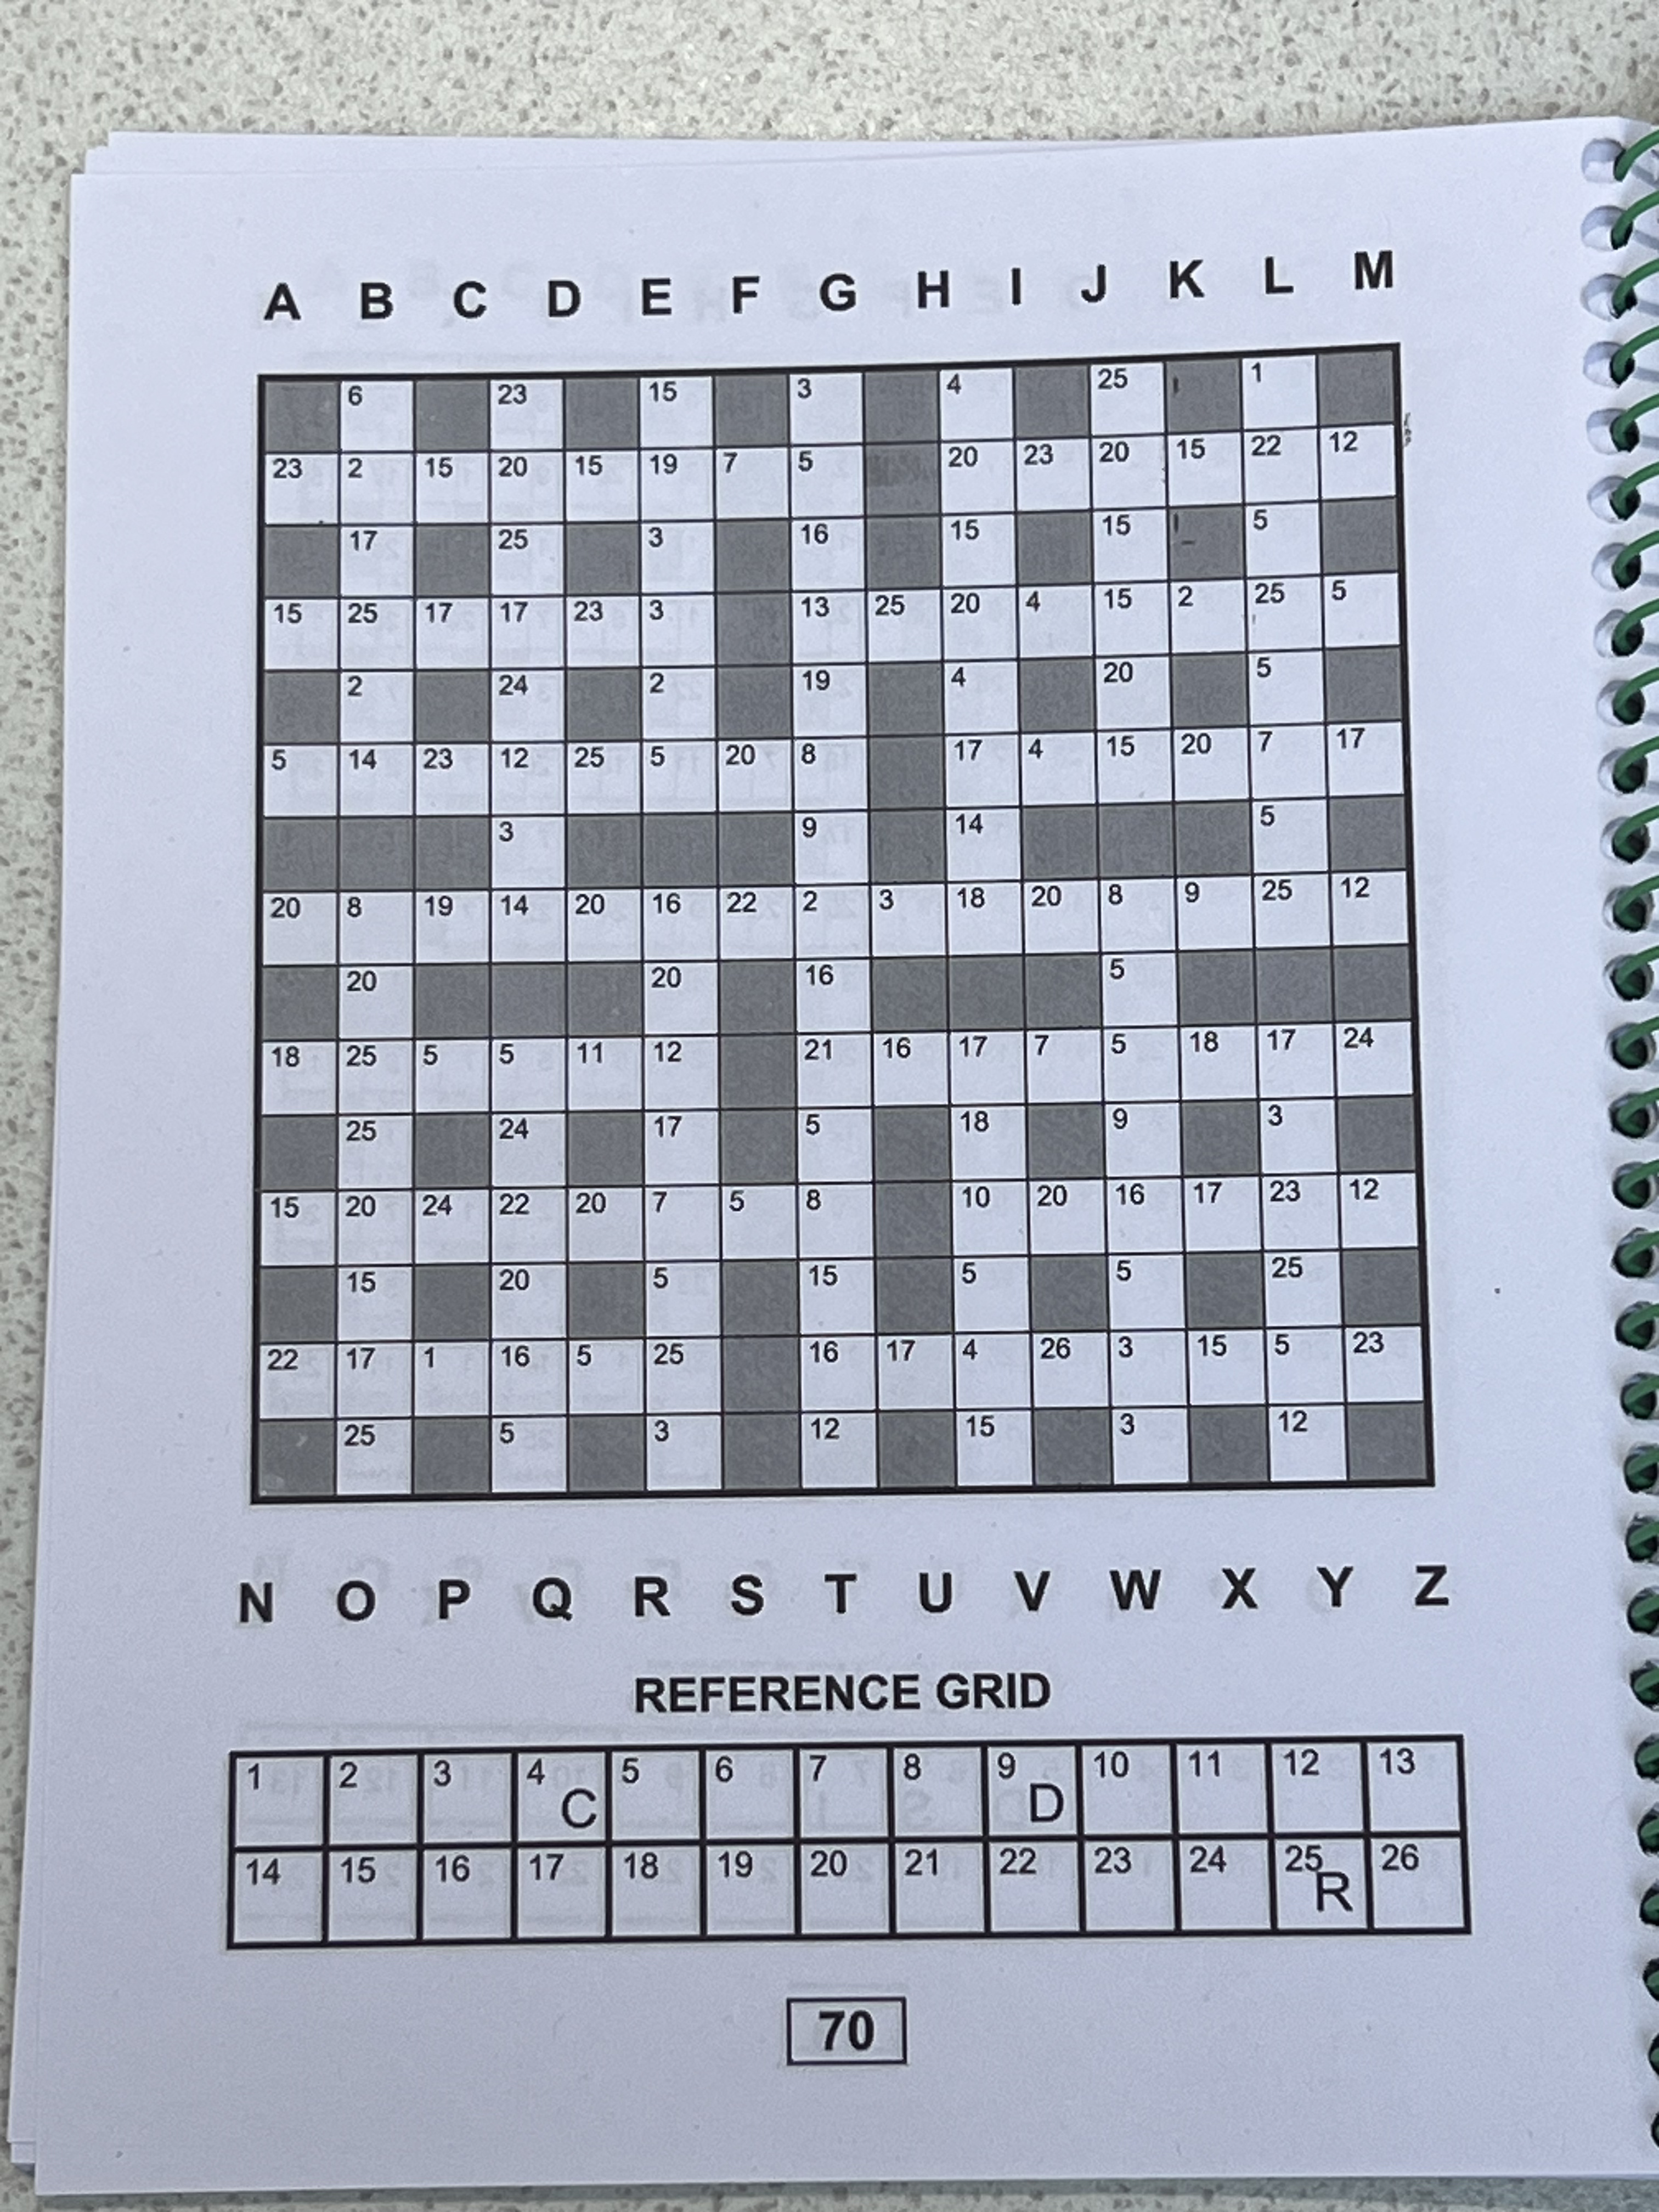 A B C D E F G H I J K L M
6 23 15 3 4 25 1
23 2 15 20 15 19 7 5 20 23 20 15 22 12
17 25 3 16 15 15 5
15 25 17 17 23 3 13 25 20 4 15 2 25 5
2 24 2 19 4 20 5
5 14 23 12 25 5 20 8 17 4 15 20 7 17
3 9 14 5
20 8 19 14 20 16 22 2 3 18 20 8 9 25 12
20 20 16 5
18 25 5 5 11 12 21 16 17 7 5 18 17 24
25 24 17 5 18 9 3
15 20 24 22 20 7 5 8 10 20 16 17 23 12
15 20 5 15 5 5 25
22 17 1 16 5 25 16 17 4 26 3 15 5 23
25 5 3 12 15 3 12
N O P Q R S T U V W X Y Z
REFERENCE GRID
1 2 3 4 C 5 6 7 8 9 D 10 11 12 13
14 15 16 17 18 19 20 21 22 23 24 25 R 26
70